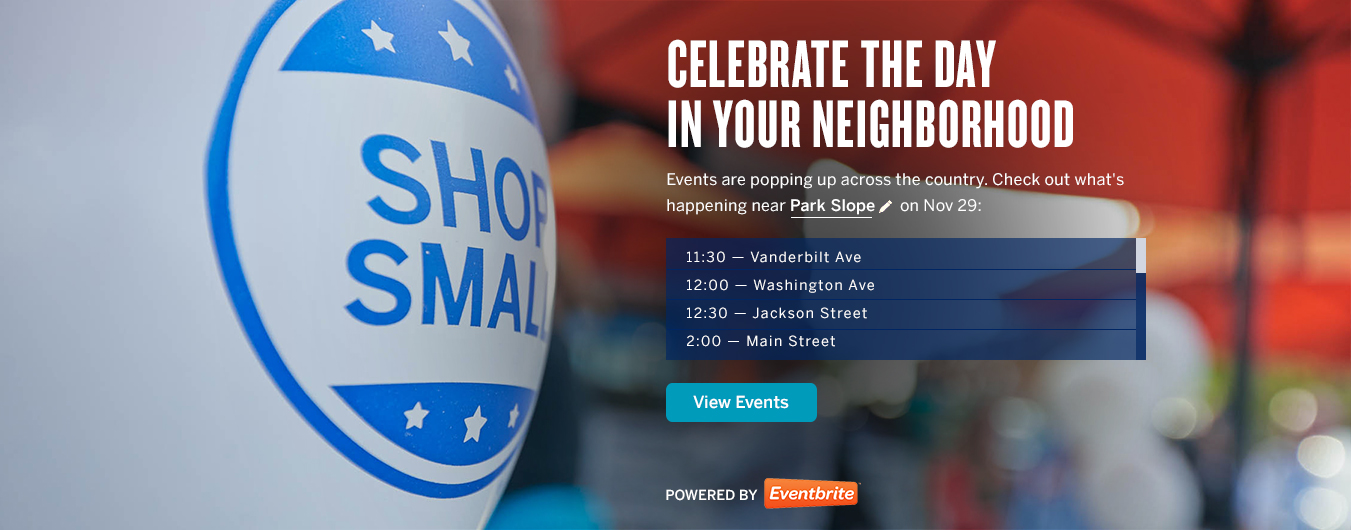 SHOP
SMALL
CELEBRATE THE DAY
IN YOUR NEIGHBORHOOD
Events are popping up across the country. Check out what's
happening near Park Slope on Nov 29:
11:30 — Vanderbilt Ave
12:00 — Washington Ave
12:30 — Jackson Street
2:00 — Main Street
View Events
POWERED BY Eventbrite